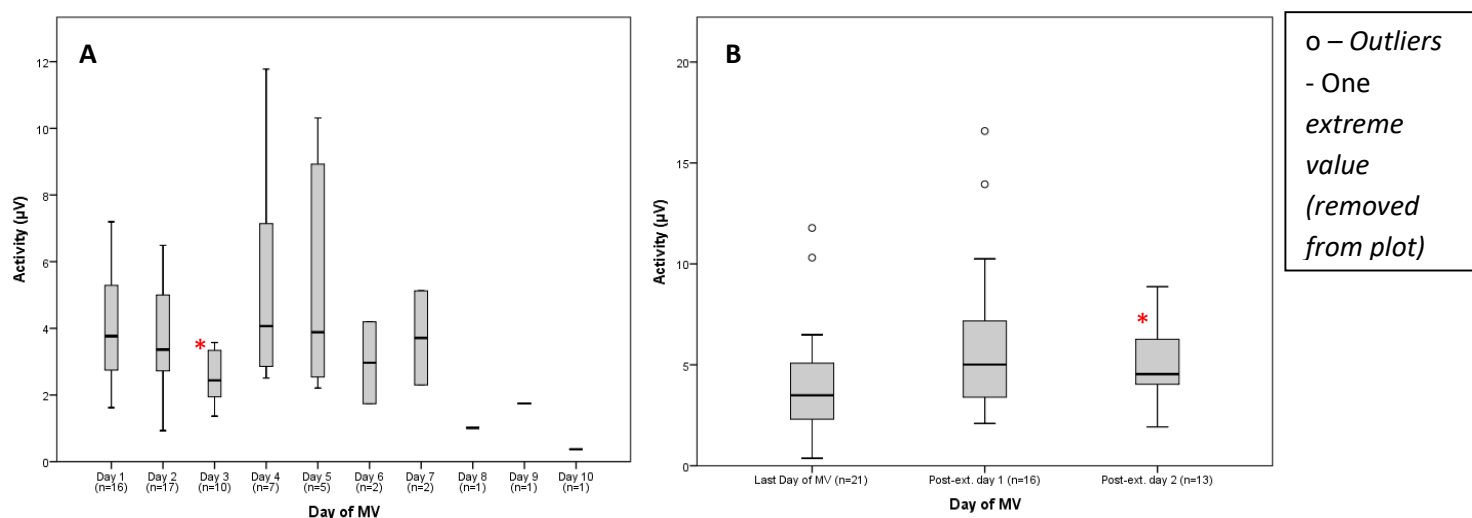 A
Activity (µV)
12
10
8
6
4
2
0
*
Day 1 Day 2 Day 3 Day 4 Day 5 Day 6 Day 7 Day 8 Day 9 Day 10
(n=16) (n=17) (n=10) (n=7) (n=5) (n=2) (n=2) (n=1) (n=1) (n=1)
Day of MV
B
Activity (µV)
20
15
10
5
0
*
Last Day of MV (n=21) Post-ext. day 1 (n=16) Post-ext. day 2 (n=13)
Day of MV
o – Outliers
- One
extreme
value
(removed
from plot)